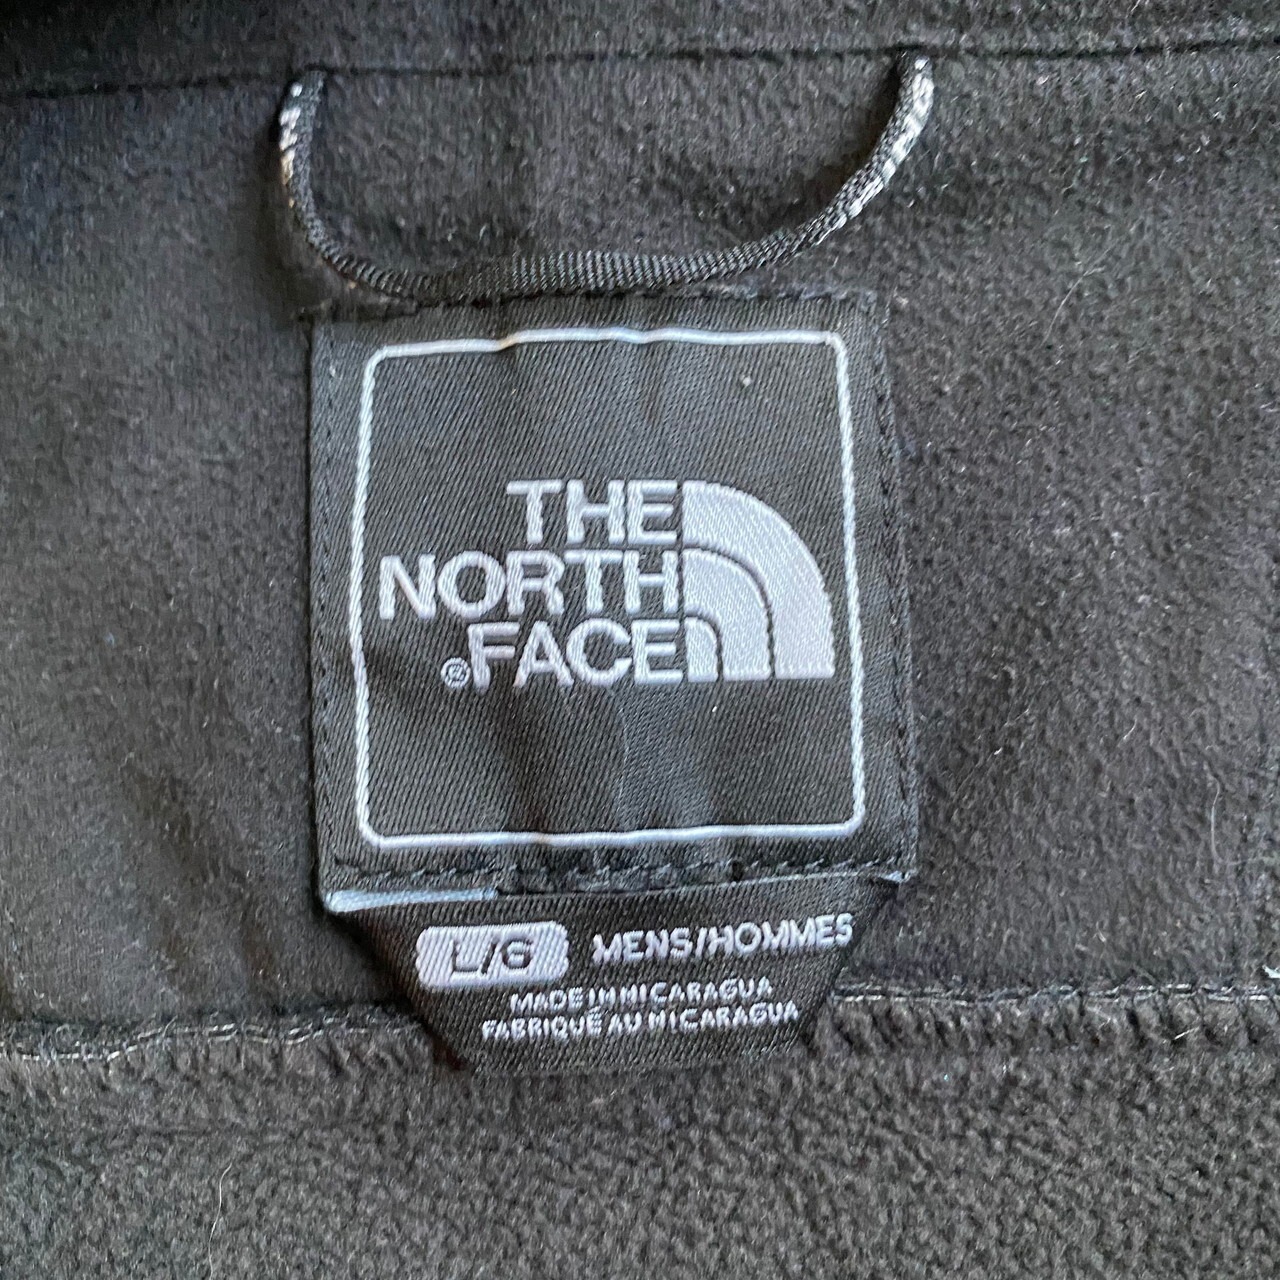 THE
NORTH
®FACE
L/G MENS/HOMMES
MADE IN NICARAGUA
FABRIQUÉ AU NICARAGUA